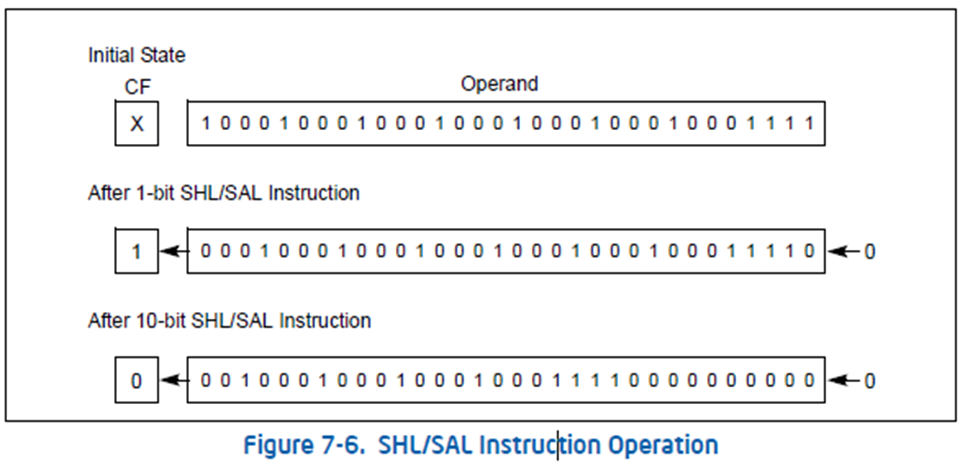 Initial State
CF Operand
X 1 0 0 0 1 0 0 0 1 0 0 0 1 0 0 0 1 0 0 0 1 0 0 0 1 0 0 0 1 1 1 1
After 1-bit SHL/SAL Instruction
1 0 0 0 1 0 0 0 1 0 0 0 1 0 0 0 1 0 0 0 1 0 0 0 1 0 0 0 1 1 1 1 0 0
After 10-bit SHL/SAL Instruction
0 0 0 1 0 0 0 1 0 0 0 1 0 0 0 1 0 0 0 1 1 1 1 0 0 0 0 0 0 0 0 0 0 0
Figure 7-6. SHL/SAL Instruction Operation